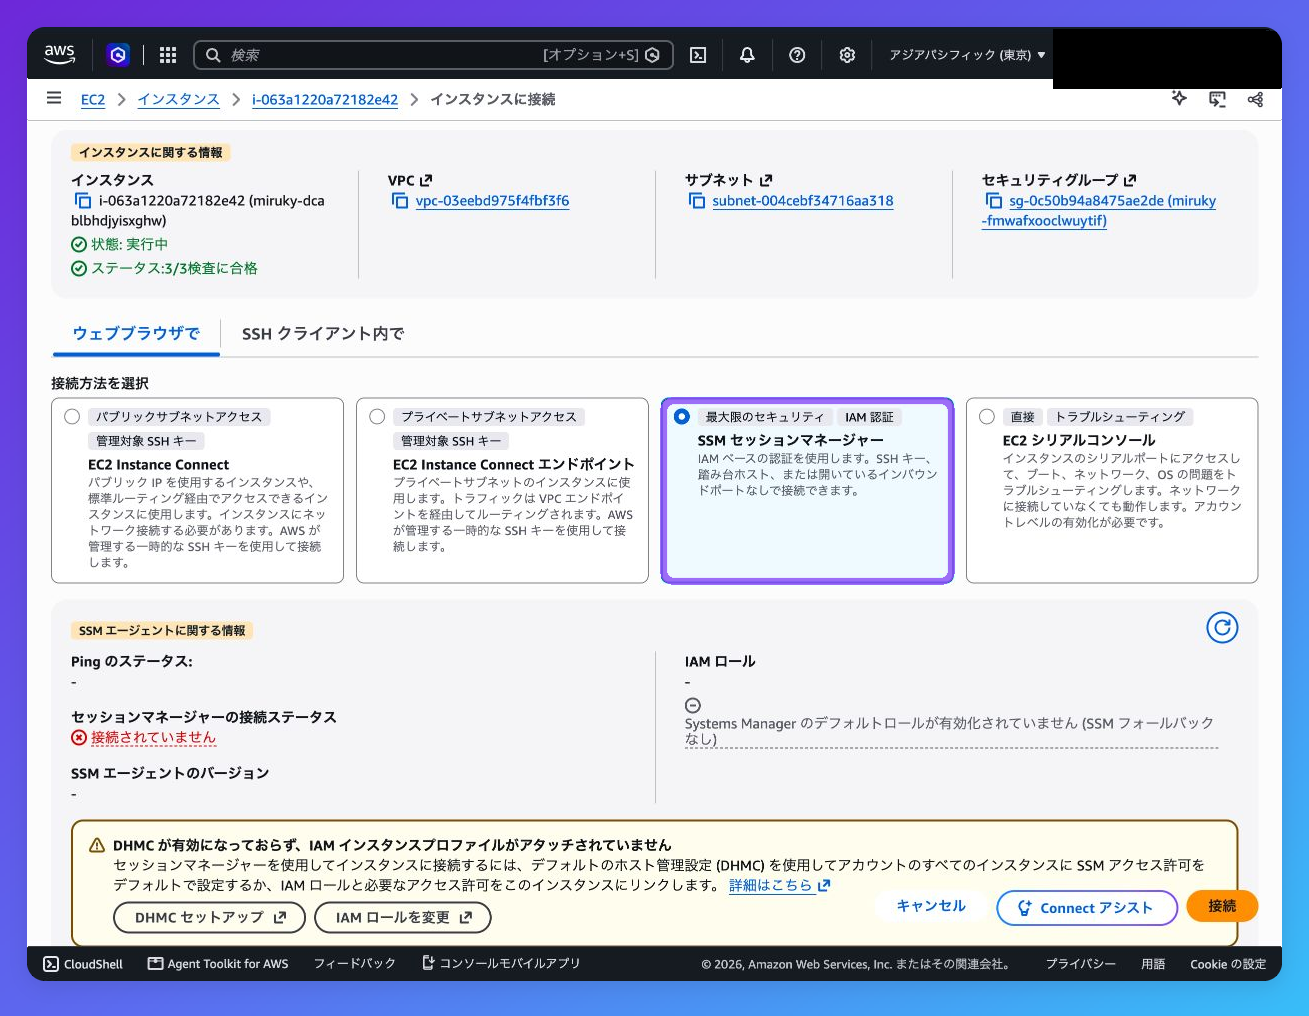 aws
検索
[オプション+S]
アジアパシフィック (東京) ▼
EC2
インスタンス
i-063a1220a72182e42
インスタンスに接続
インスタンスに関する情報
インスタンス
i-063a1220a72182e42 (miruky-dca
blbhdjyisxghw)
状態: 実行中
ステータス:3/3検査に合格
VPC
vpc-03eebd975f4fbf3f6
サブネット
subnet-004cebf34716aa318
セキュリティグループ
sg-0c50b94a8475ae2de (miruky
-fmwafxooclwuytif)
ウェブブラウザで
SSH クライアント内で
接続方法を選択
パブリックサブネットアクセス
管理対象 SSH キー
EC2 Instance Connect
パブリック IP を使用するインスタンスや、
標準ルーティング経由でアクセスできるイン
スタンスに使用します。インスタンスにネッ
トワーク接続する必要があります。AWS が
管理する一時的な SSH キーを使用して接続
します。
プライベートサブネットアクセス
管理対象 SSH キー
EC2 Instance Connect エンドポイント
プライベートサブネットのインスタンスに使
用します。トラフィックは VPC エンドポイ
ントを経由してルーティングされます。AWS
が管理する一時的な SSH キーを使用して接
続します。
最大限のセキュリティ
IAM 認証
SSM セッションマネージャー
IAM ベースの認証を使用します。SSH キー、
踏み台ホスト、または開いているインバウン
ドポートなしで接続できます。
直接
トラブルシューティング
EC2 シリアルコンソール
インスタンスのシリアルポートにアクセスし
て、ブート、ネットワーク、OS の問題をト
ラブルシューティングします。ネットワーク
に接続していなくても動作します。アカウン
トレベルの有効化が必要です。
SSM エージェントに関する情報
Ping のステータス:
-
セッションマネージャーの接続ステータス
接続されていません
SSM エージェントのバージョン
-
IAM ロール
-
Systems Manager のデフォルトロールが有効化されていません (SSM フォールバック
なし)
DHMC が有効になっておらず、IAM インスタンスプロファイルがアタッチされていません
セッションマネージャーを使用してインスタンスに接続するには、デフォルトのホスト管理設定 (DHMC) を使用してアカウントのすべてのインスタンスに SSM アクセス許可を
デフォルトで設定するか、IAM ロールと必要なアクセス許可をこのインスタンスにリンクします。 詳細はこちら
DHMC セットアップ
IAM ロールを変更
キャンセル
Connect アシスト
接続
CloudShell
Agent Toolkit for AWS
フィードバック
コンソールモバイルアプリ
© 2026, Amazon Web Services, Inc. またはその関連会社。
プライバシー
用語
Cookie の設定